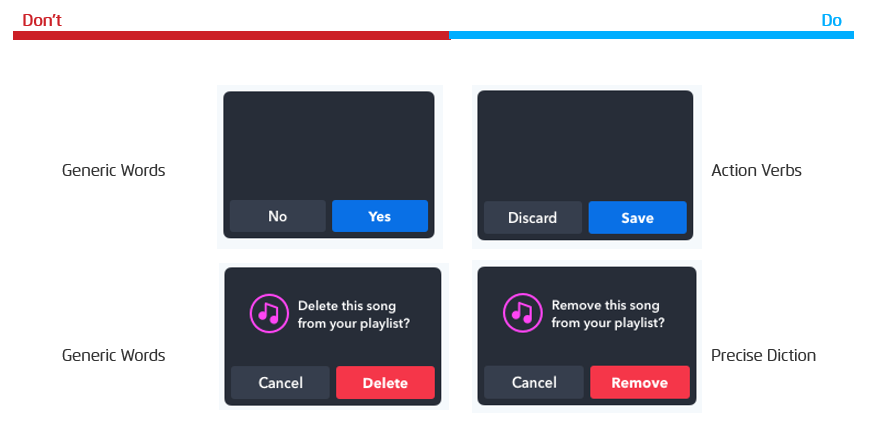 Don't
Do
Generic Words
No
Yes
Discard
Save
Action Verbs
Generic Words
Delete this song
from your playlist?
Cancel
Delete
Remove this song
from your playlist?
Cancel
Remove
Precise Diction